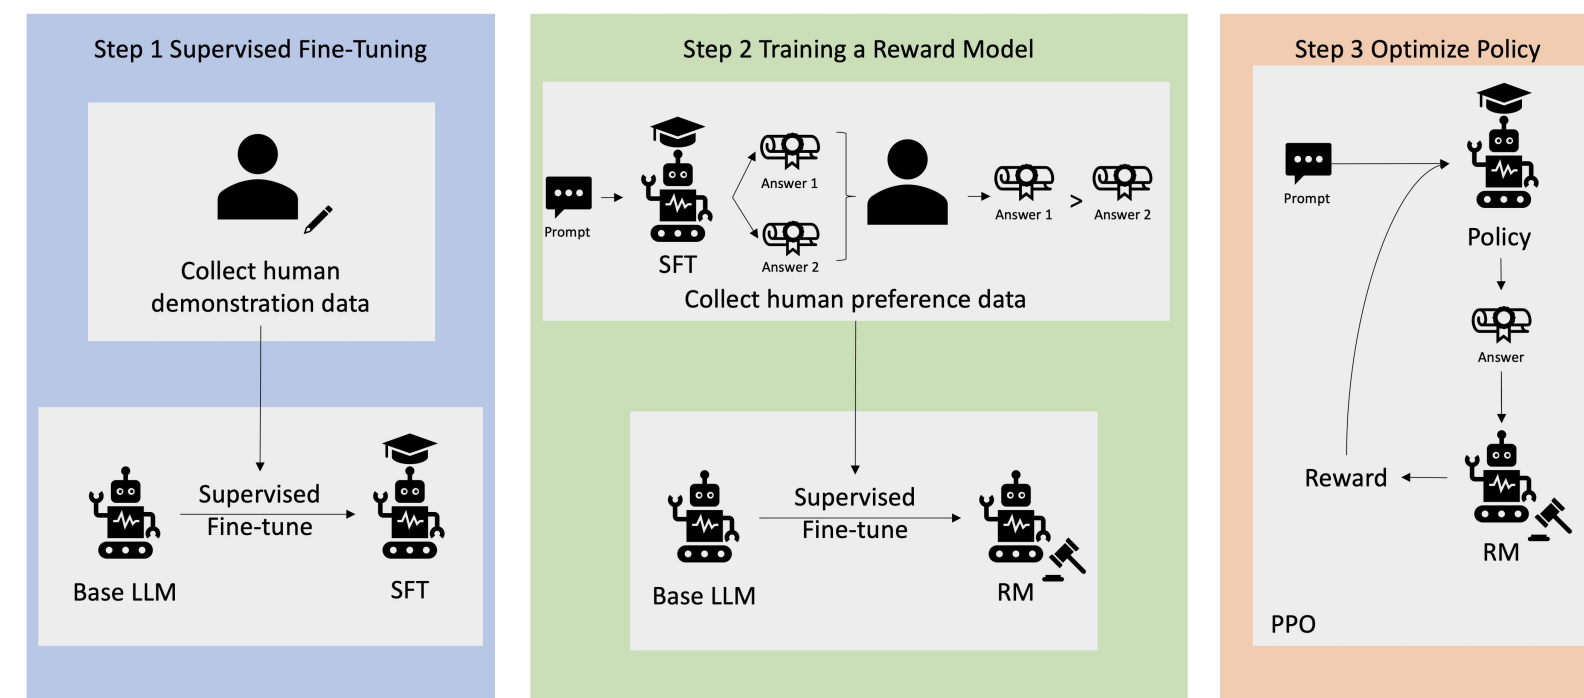 Step 1 Supervised Fine-Tuning
Collect human
demonstration data
Supervised
Fine-tune
Base LLM
SFT
Step 2 Training a Reward Model
Prompt
SFT
Answer 1
Answer 2
Answer 1
>
Answer 2
Collect human preference data
Supervised
Fine-tune
Base LLM
RM
Step 3 Optimize Policy
Prompt
Policy
Answer
Reward
RM
PPO